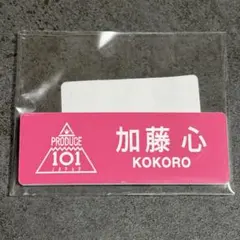 PRODUCE
101
JAPAN
加藤 心
KOKORO